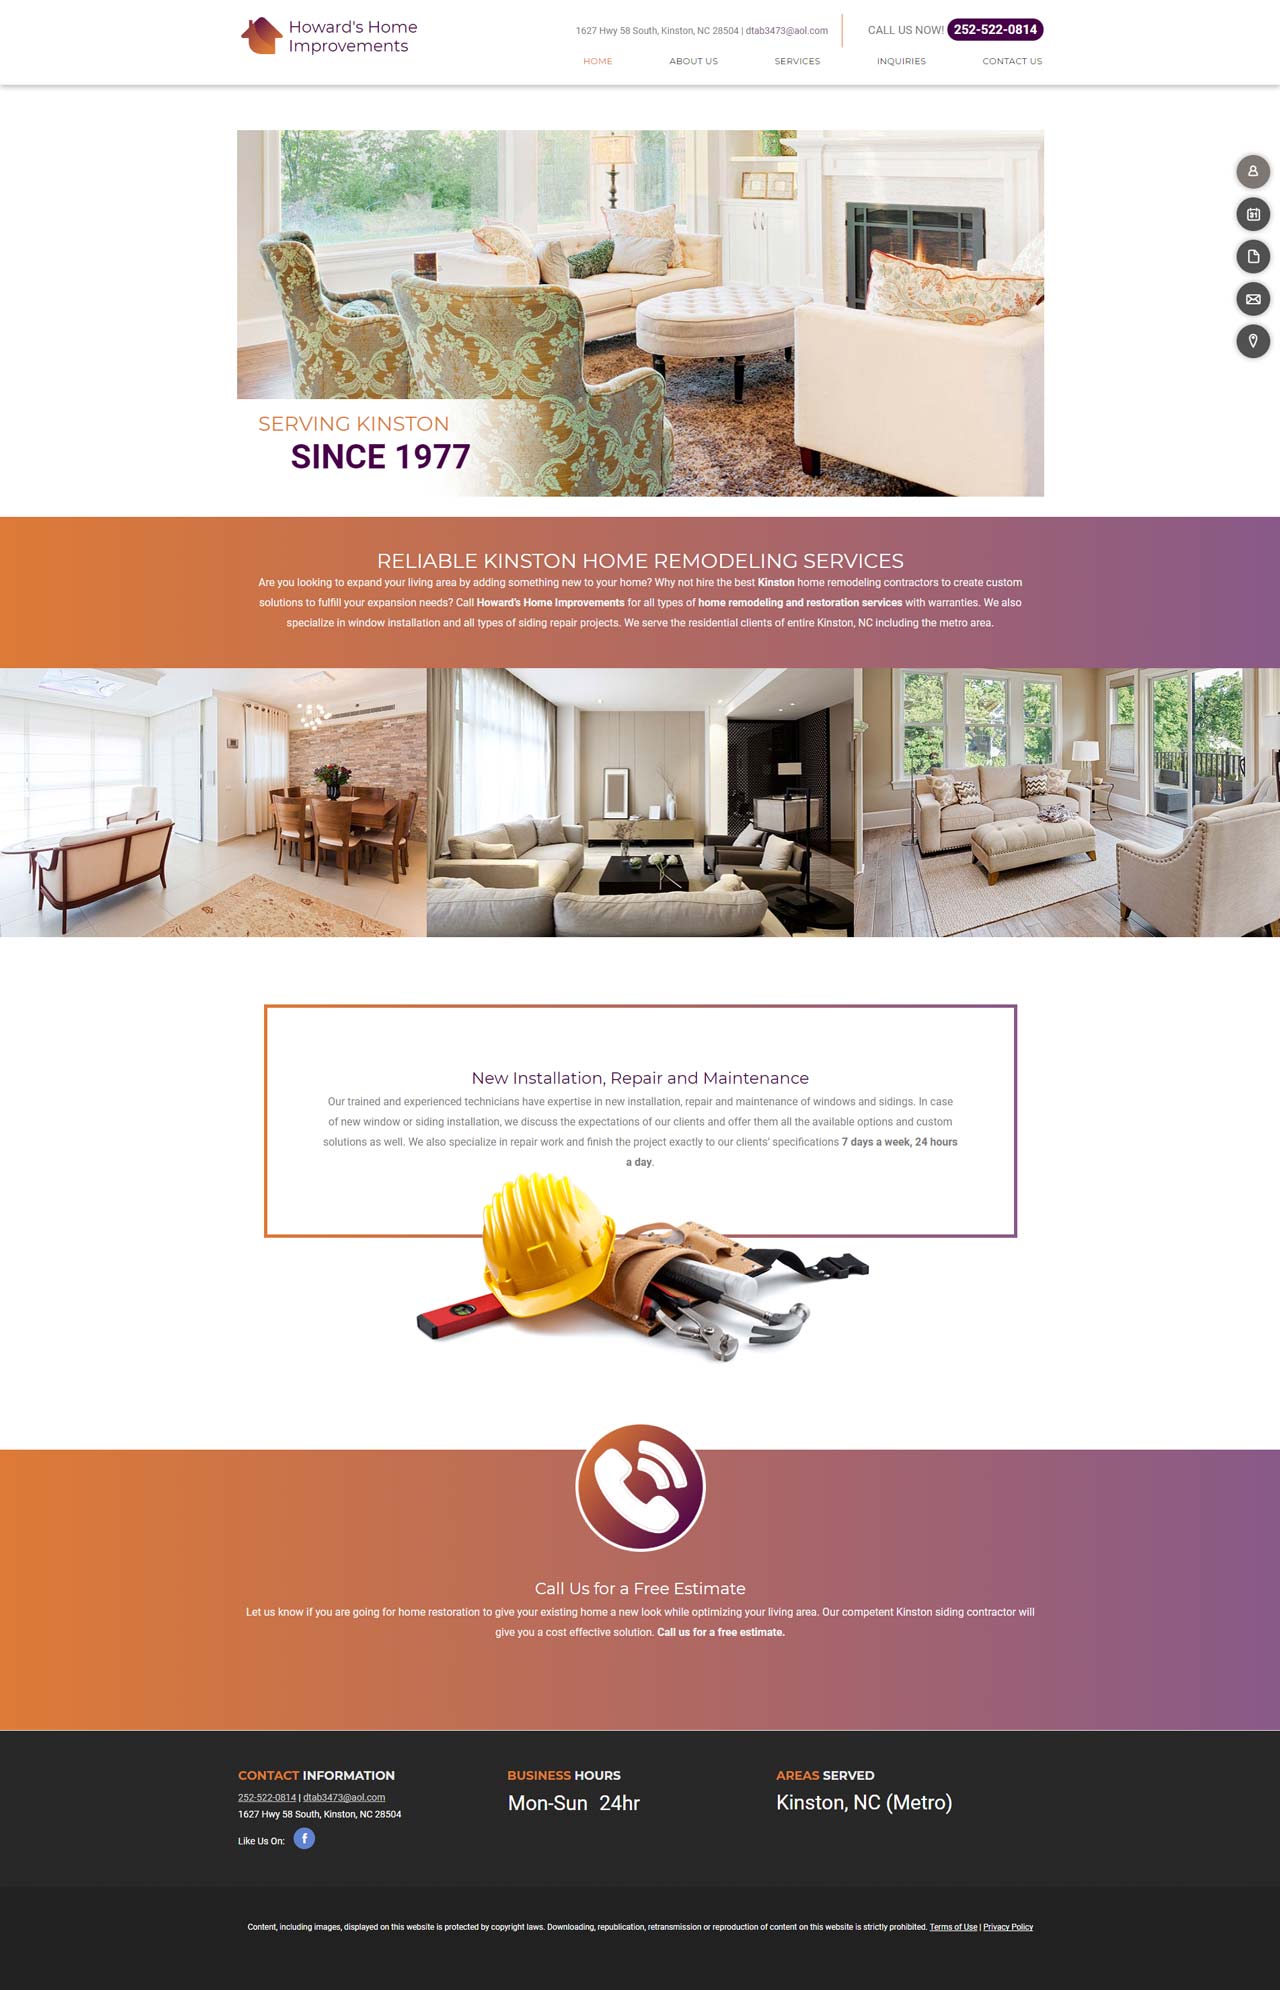 Howard's Home
Improvements
1627 Hwy 58 South, Kinston, NC 28504 | dtab3473@aol.com
CALL US NOW! 252-522-0814
HOME ABOUT US SERVICES INQUIRIES CONTACT US
31
SERVING KINSTON
SINCE 1977
RELIABLE KINSTON HOME REMODELING SERVICES
Are you looking to expand your living area by adding something new to your home? Why not hire the best Kinston home remodeling contractors to create custom
solutions to fulfill your expansion needs? Call Howard's Home Improvements for all types of home remodeling and restoration services with warranties. We also
specialize in window installation and all types of siding repair projects. We serve the residential clients of entire Kinston, NC including the metro area.
New Installation, Repair and Maintenance
Our trained and experienced technicians have expertise in new installation, repair and maintenance of windows and sidings. In case
of new window or siding installation, we discuss the expectations of our clients and offer them all the available options and custom
solutions as well. We also specialize in repair work and finish the project exactly to our clients' specifications 7 days a week, 24 hours
a day.
Call Us for a Free Estimate
Let us know if you are going for home restoration to give your existing home a new look while optimizing your living area. Our competent Kinston siding contractor will
give you a cost effective solution. Call us for a free estimate.
CONTACT INFORMATION
252-522-0814 | dtab3473@aol.com
1627 Hwy 58 South, Kinston, NC 28504
Like Us On: f
BUSINESS HOURS
Mon-Sun 24hr
AREAS SERVED
Kinston, NC (Metro)
Content, including images, displayed on this website is protected by copyright laws. Downloading, republication, retransmission or reproduction of content on this website is strictly prohibited. Terms of Use | Privacy Policy